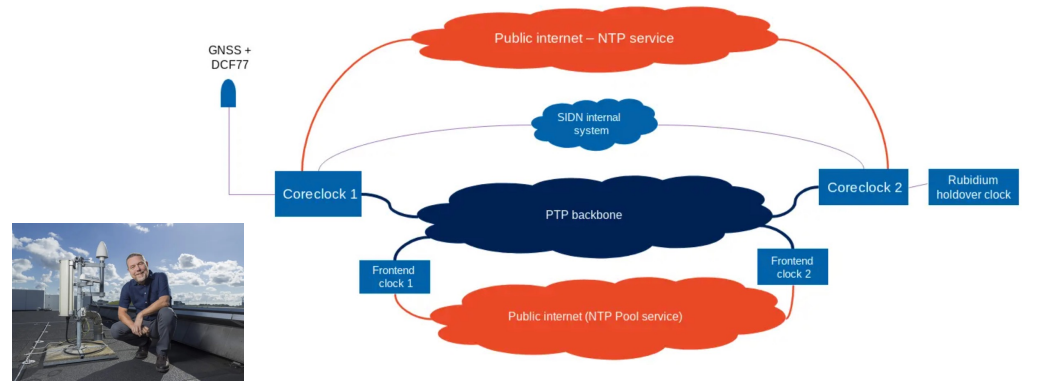 Public internet – NTP service
GNSS +
DCF77
SIDN internal
system
Coreclock 1
Coreclock 2
Rubidium
holdover clock
PTP backbone
Frontend
clock 1
Frontend
clock 2
Public internet (NTP Pool service)